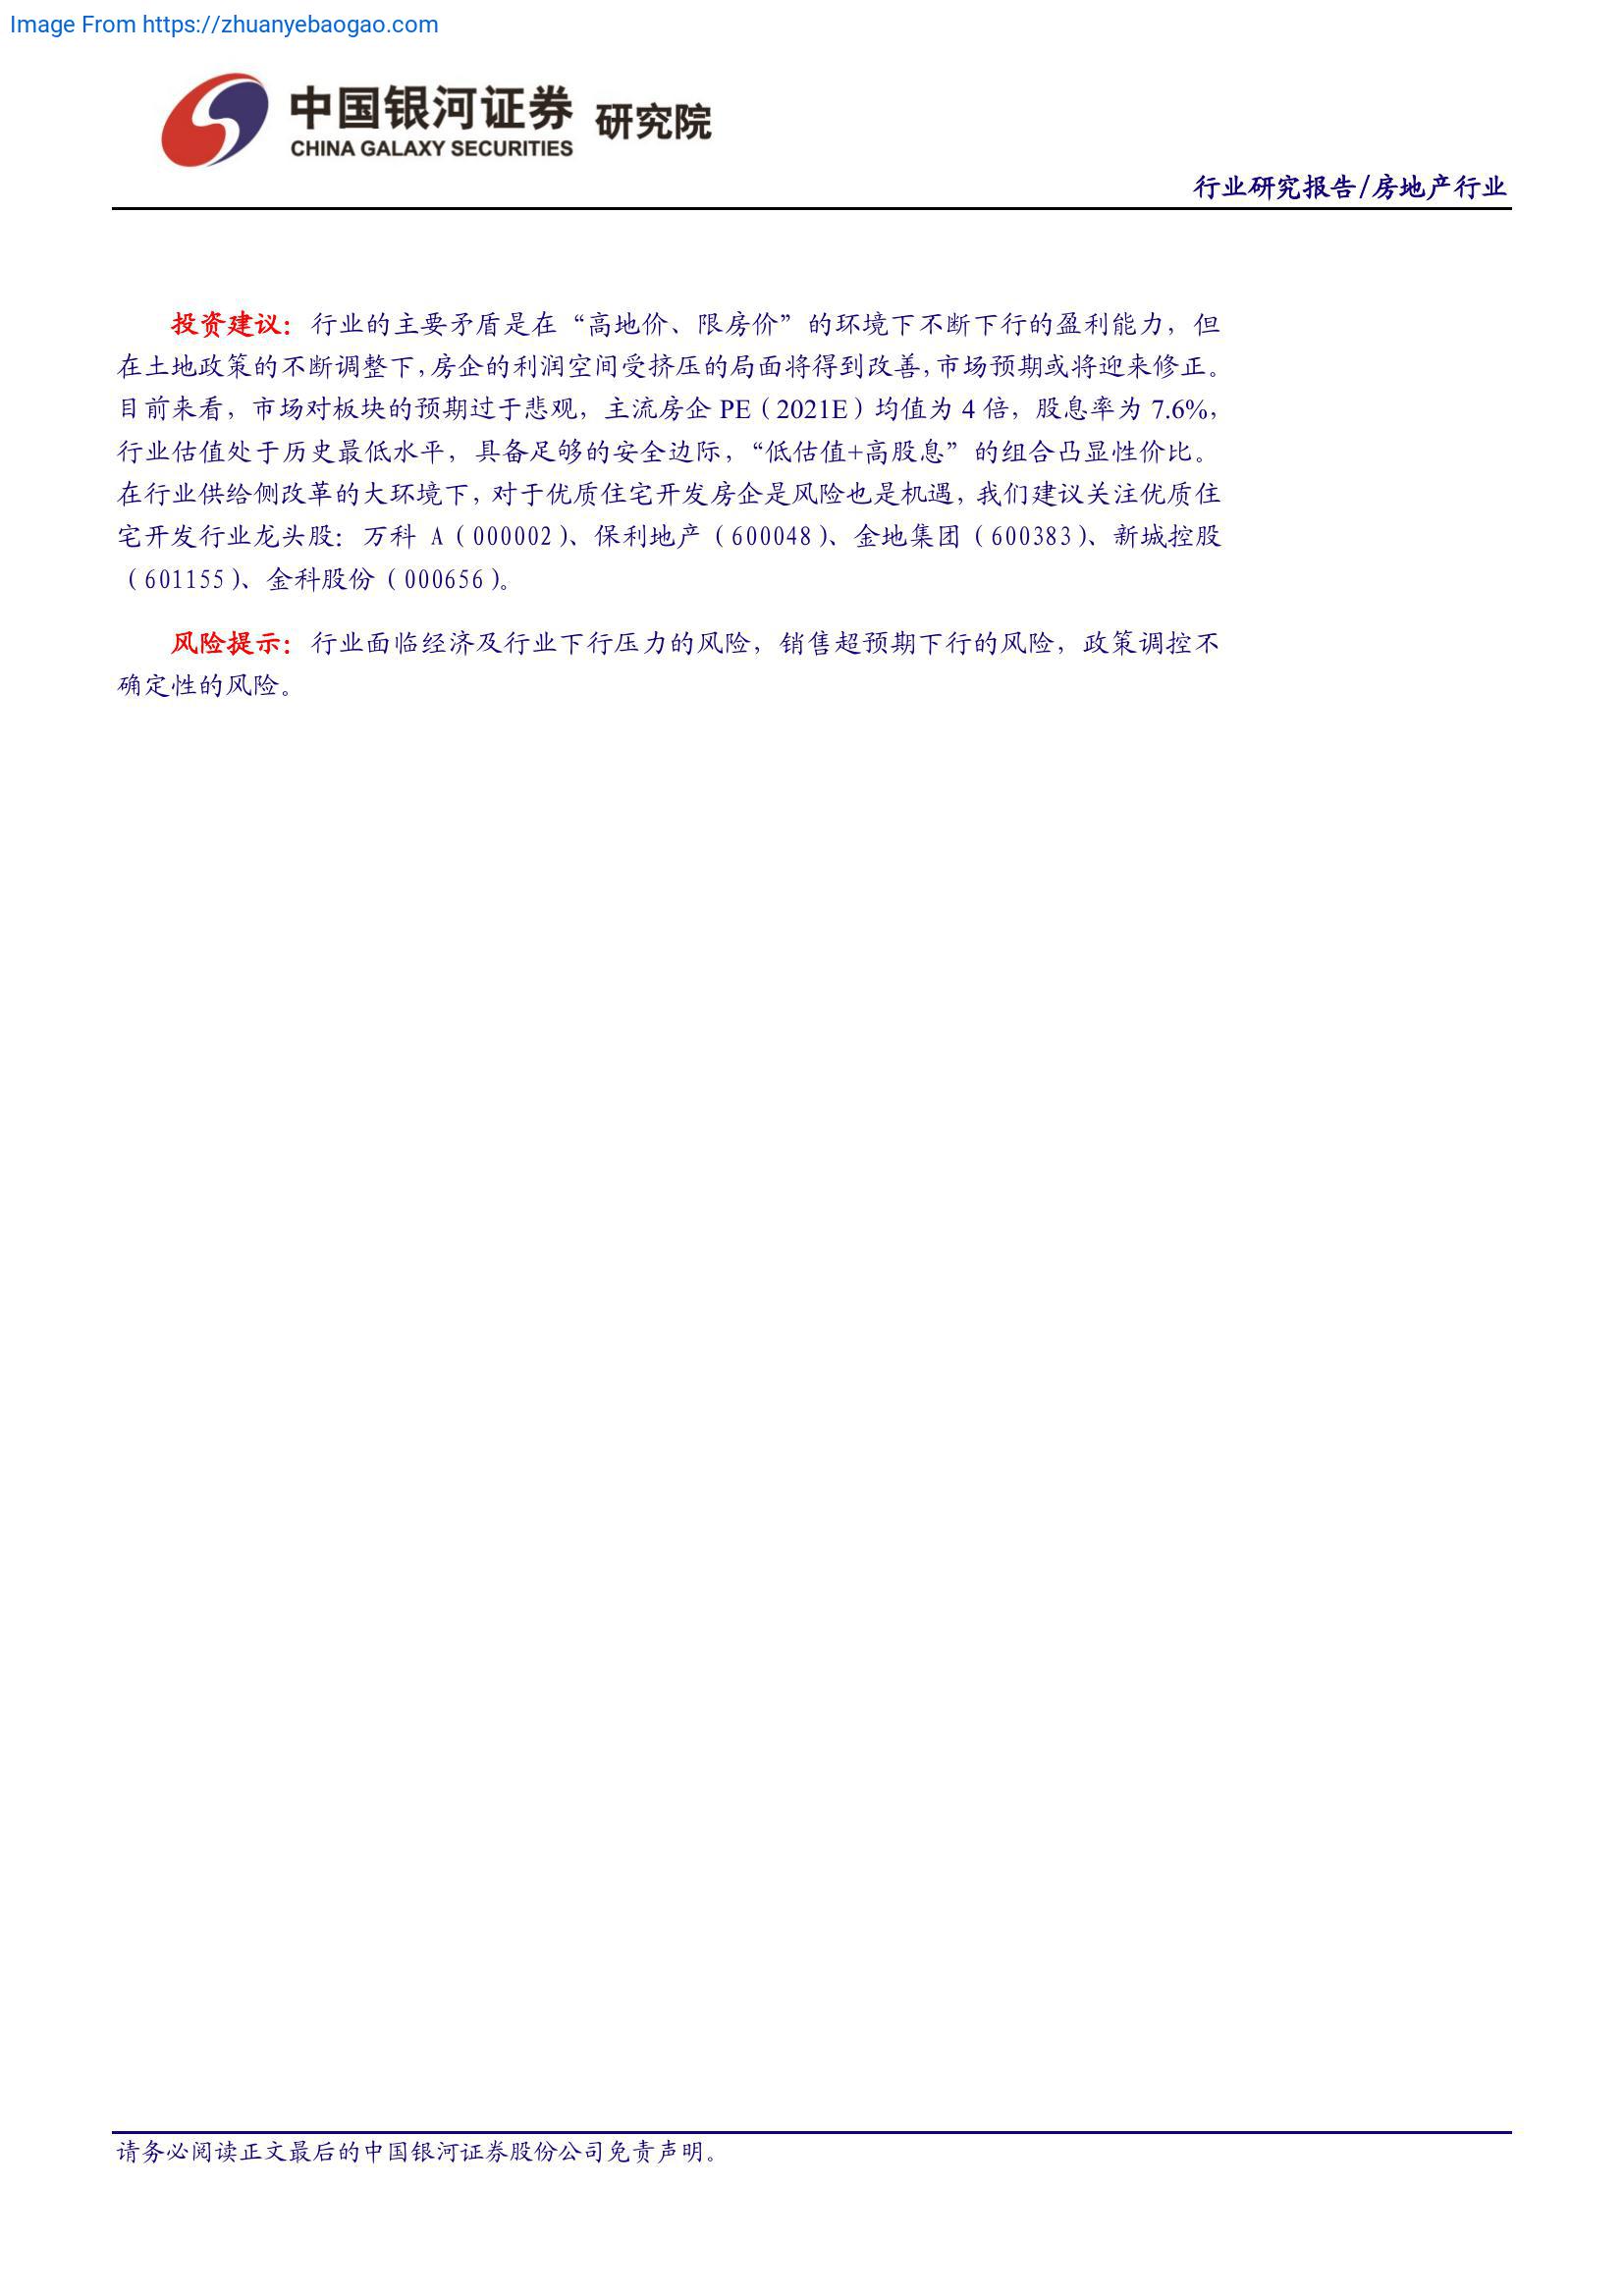 Image From https://zhuanyebaogao.com
中国银河证券 研究院
CHINA GALAXY SECURITIES
行业研究报告/房地产行业
投资建议：行业的主要矛盾是在“高地价、限房价”的环境下不断下行的盈利能力，但
在土地政策的不断调整下，房企的利润空间受挤压的局面将得到改善，市场预期或将迎来修正。
目前来看，市场对板块的预期过于悲观，主流房企 PE（2021E）均值为 4 倍，股息率为 7.6%，
行业估值处于历史最低水平，具备足够的安全边际，“低估值+高股息”的组合凸显性价比。
在行业供给侧改革的大环境下，对于优质住宅开发房企是风险也是机遇，我们建议关注优质住
宅开发行业龙头股：万科 A（000002）、保利地产（600048）、金地集团（600383）、新城控股
（601155）、金科股份（000656）。
风险提示：行业面临经济及行业下行压力的风险，销售超预期下行的风险，政策调控不
确定性的风险。
请务必阅读正文最后的中国银河证券股份公司免责声明。